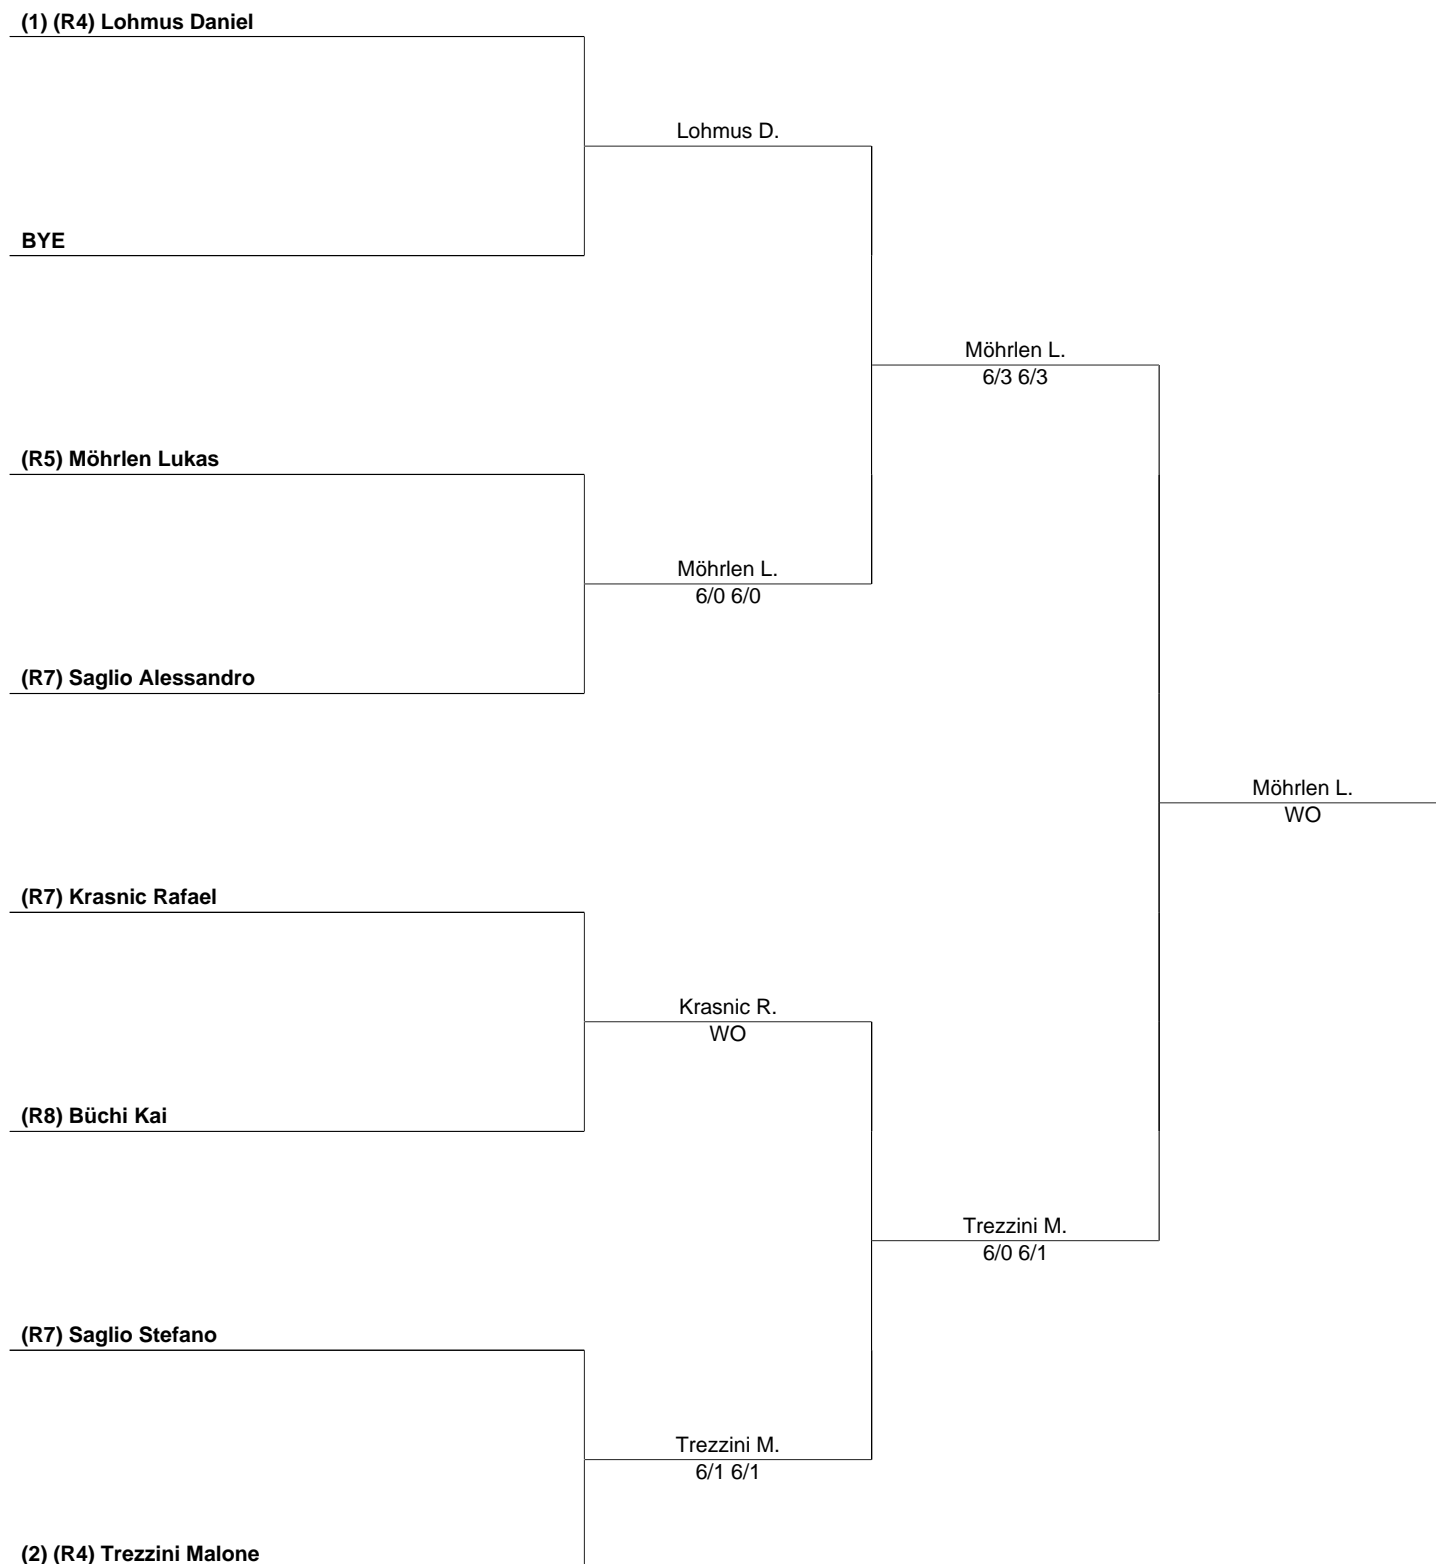 (1) (R4) Lohmus Daniel
Lohmus D.
BYE
Möhrlen L.
6/3 6/3
(R5) Möhrlen Lukas
Möhrlen L.
6/0 6/0
(R7) Saglio Alessandro
Möhrlen L.
WO
(R7) Krasnic Rafael
Krasnic R.
WO
(R8) Büchi Kai
Trezzini M.
6/0 6/1
(R7) Saglio Stefano
Trezzini M.
6/1 6/1
(2) (R4) Trezzini Malone